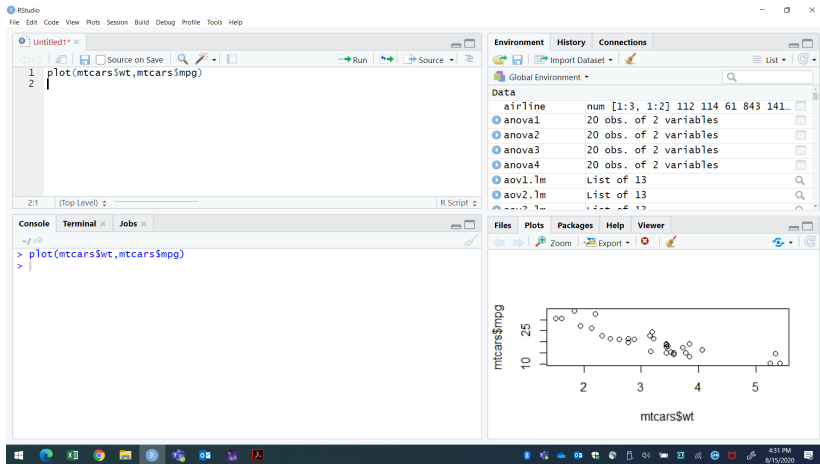 RStudio
File Edit Code View Plots Session Build Debug Profile Tools Help
Untitled1*
Source on Save
Run
Source
1 plot(mtcars$wt,mtcars$mpg)
2
2:1 (Top Level) R Script
Console Terminal Jobs
~/
> plot(mtcars$wt,mtcars$mpg)
>
Environment History Connections
Import Dataset
List
Global Environment
Data
airline num [1:3, 1:2] 112 114 61 843 141…
anova1 20 obs. of 2 variables
anova2 20 obs. of 2 variables
anova3 20 obs. of 2 variables
anova4 20 obs. of 2 variables
aov1.lm List of 13
aov2.lm List of 13
aov3.lm List of 13
Files Plots Packages Help Viewer
Zoom Export
mtcars$mpg
25
10
2 3 4 5
mtcars$wt
4:31 PM
8/15/2020